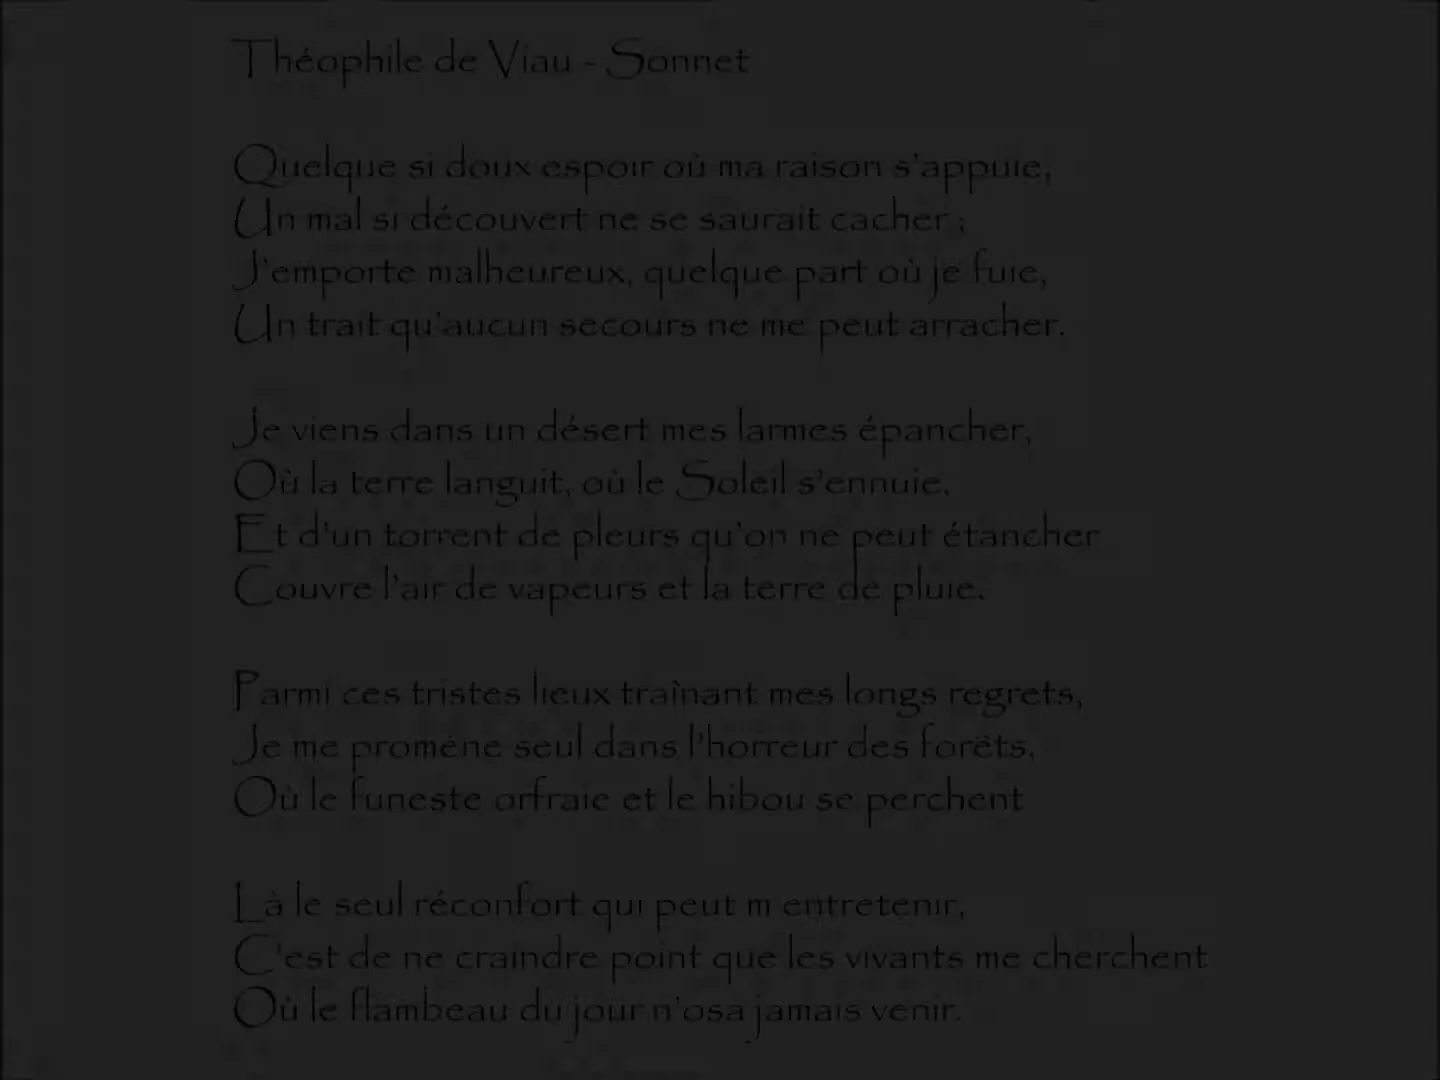 Théophile de Viau - Sonnet
Quelque si doux espoir où ma raison s'appuie,
Un mal si découvert ne se saurait cacher ;
J'emporte malheureux, quelque part où je fuie,
Un trait qu'aucun secours ne me peut arracher.
Je viens dans un désert mes larmes épancher,
Où la terre languit, où le Soleil s'ennuie,
Et d'un torrent de pleurs qu'on ne peut étancher
Couvre l'air de vapeurs et la terre de pluie.
Parmi ces tristes lieux traînant mes longs regrets,
Je me promène seul dans l'horreur des forêts,
Où le funeste orfraie et le hibou se perchent
Là le seul réconfort qui peut m'entretenir,
C'est de ne craindre point que les vivants me cherchent
Où le flambeau du jour n'osa jamais venir.